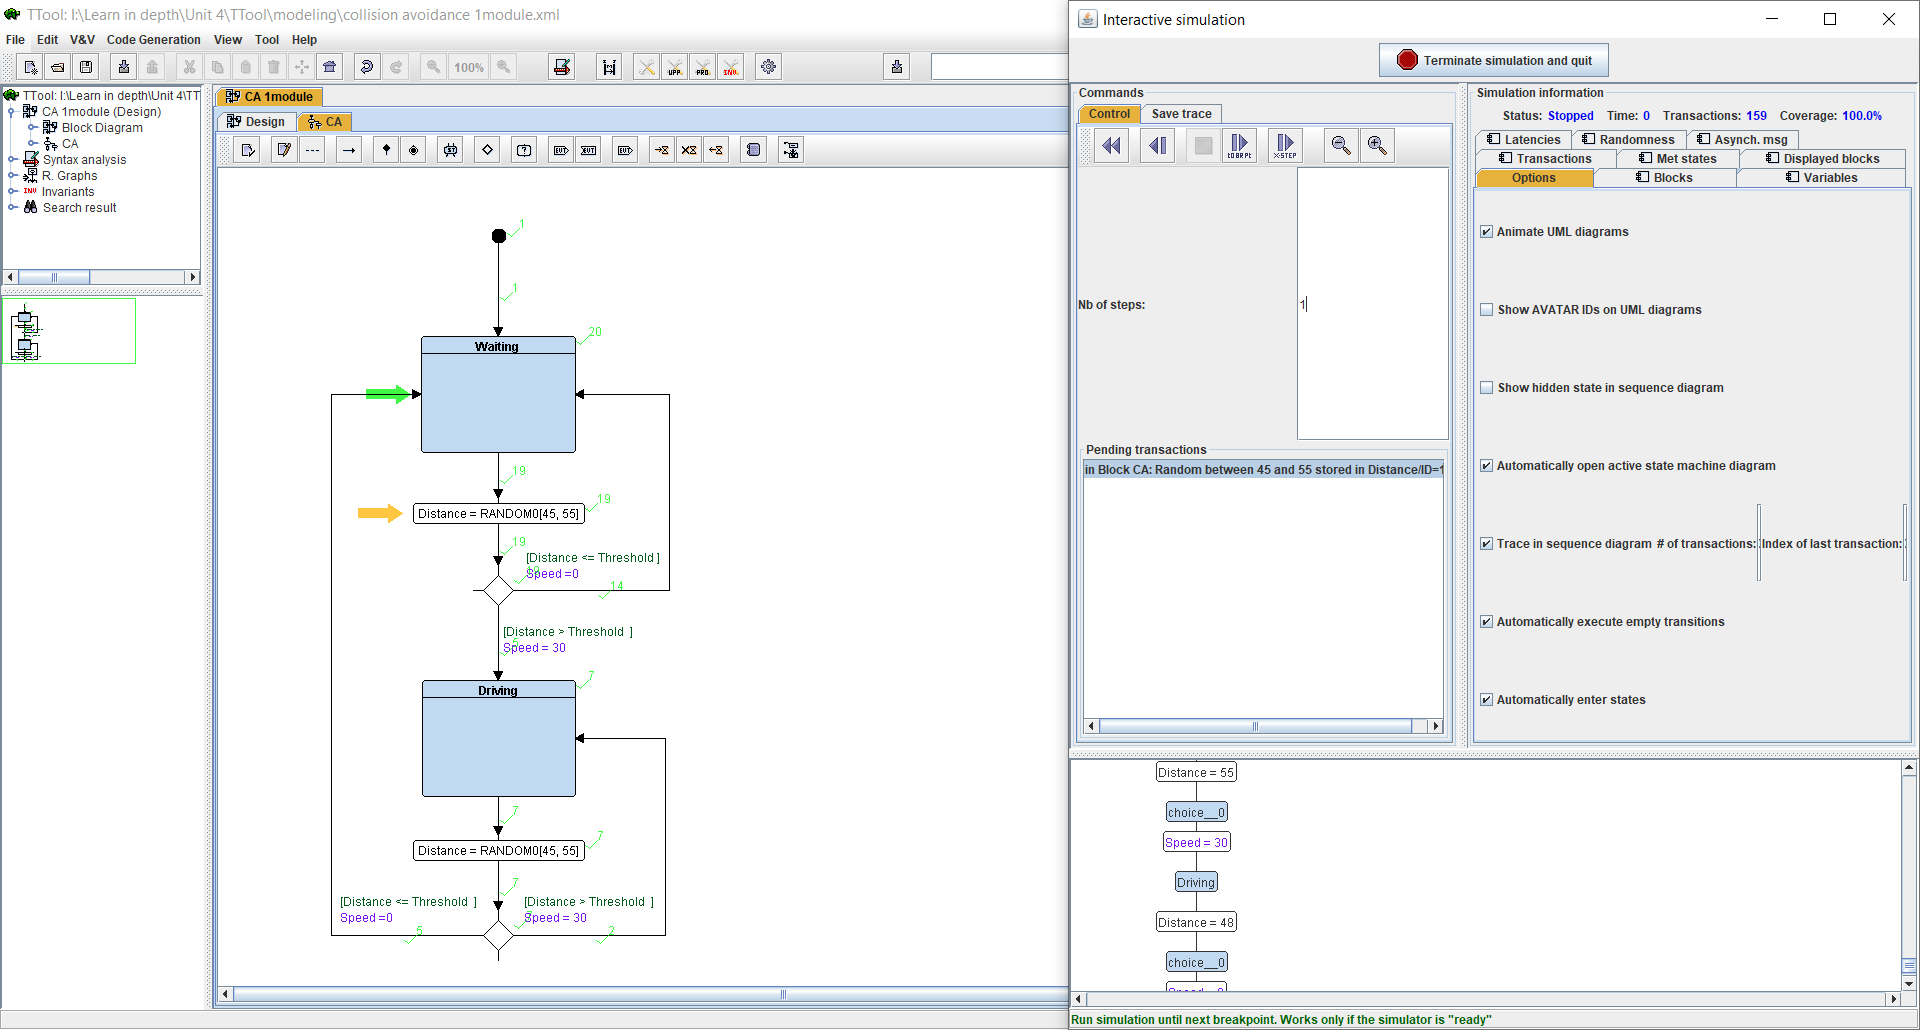 TTool: I:\Learn in depth\Unit 4\TTool\modeling\collision avoidance 1module.xml
File Edit V&V Code Generation View Tool Help
100%
UPP
PRO
INV
TTool: I:\Learn in depth\Unit 4\TT
CA 1module (Design)
Block Diagram
CA
Syntax analysis
R. Graphs
INV Invariants
Search result
CA 1module
Design CA
1
1
Waiting
20
19
Distance = RANDOM0[45, 55]
19
19
[Distance <= Threshold ]
Speed =0
14
[Distance > Threshold ]
Speed = 30
Driving
7
7
Distance = RANDOM0[45, 55]
7
7
[Distance <= Threshold ]
Speed =0
5
[Distance > Threshold ]
Speed = 30
2
Interactive simulation
Terminate simulation and quit
Commands
Control Save trace
to BR Pt
X-STEP
Nb of steps:
1
Pending transactions
in Block CA: Random between 45 and 55 stored in Distance/ID=1
Simulation information
Status: Stopped Time: 0 Transactions: 159 Coverage: 100.0%
Latencies Randomness Asynch. msg
Transactions Met states Displayed blocks
Options Blocks Variables
Animate UML diagrams
Show AVATAR IDs on UML diagrams
Show hidden state in sequence diagram
Automatically open active state machine diagram
Trace in sequence diagram # of transactions: Index of last transaction:
Automatically execute empty transitions
Automatically enter states
Distance = 55
choice__0
Speed = 30
Driving
Distance = 48
choice__0
Run simulation until next breakpoint. Works only if the simulator is "ready"